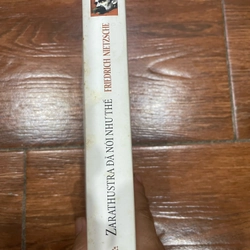 FRIEDRICH NIETZSCHE
ZARATHUSTRA ĐÃ NÓI NHƯ THẾ